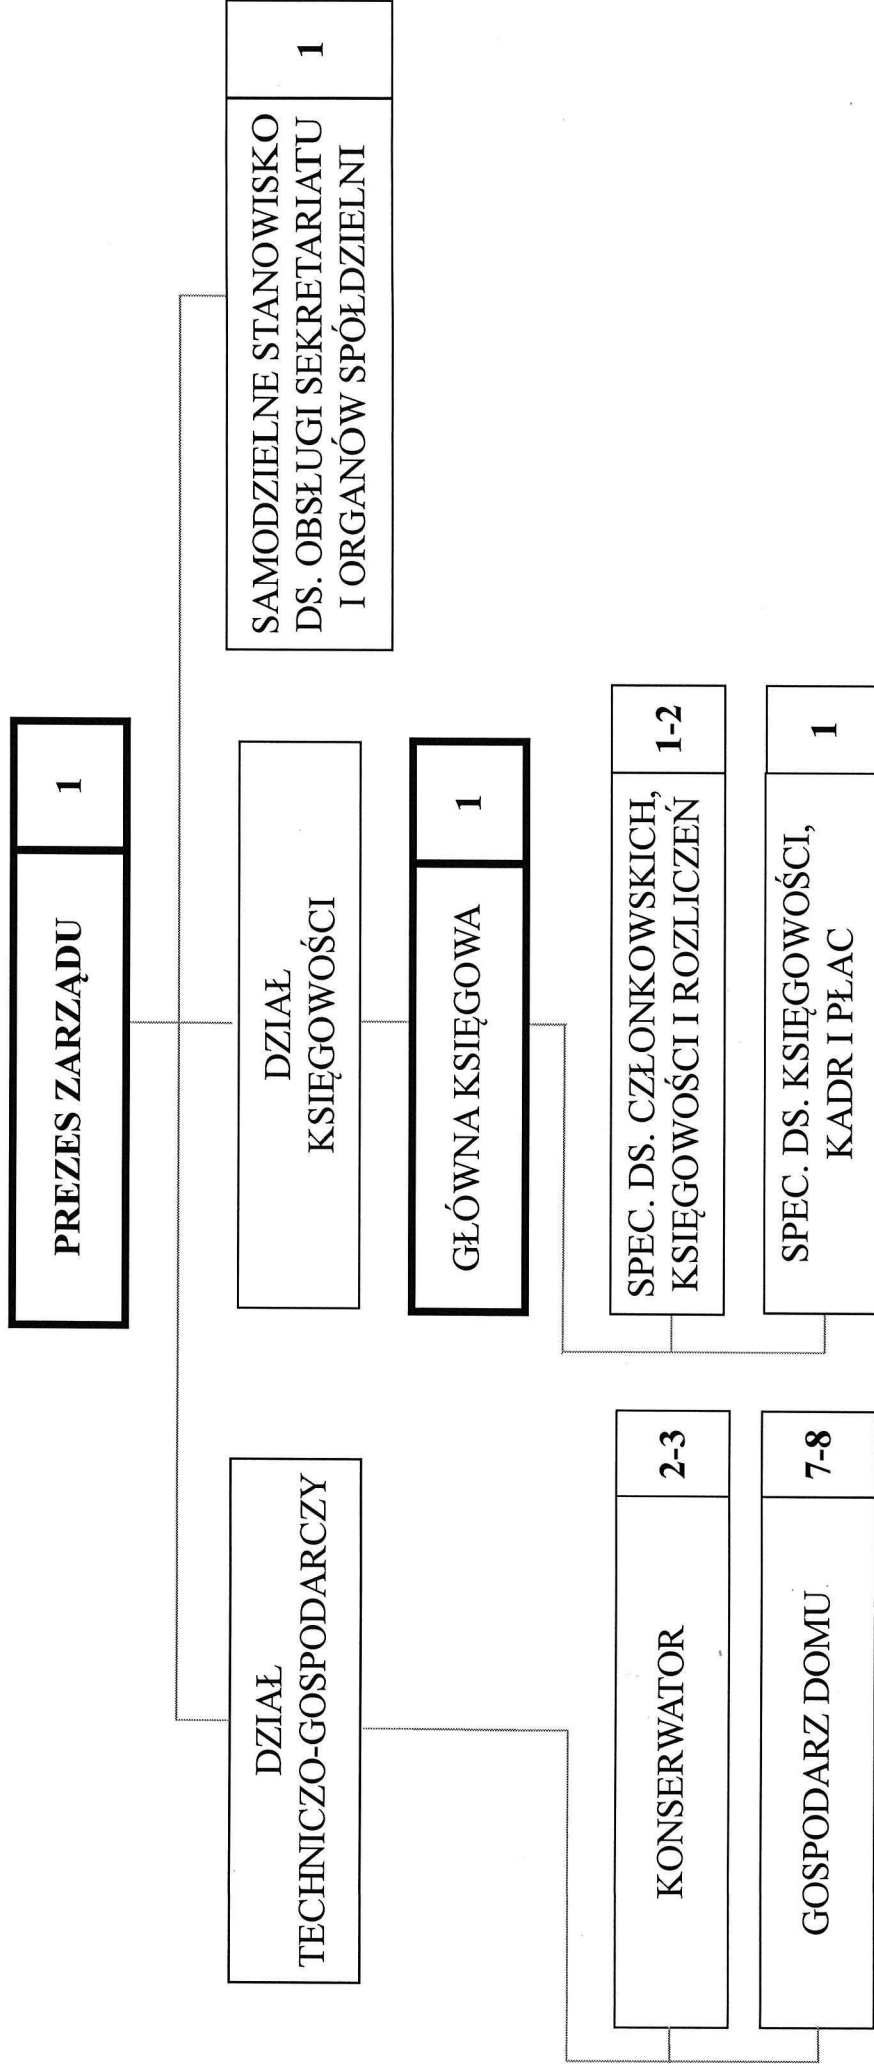 PREZES ZARZĄDU
1
DZIAŁ
TECHNICZO-GOSPODARCZY
DZIAŁ
KSIĘGOWOŚCI
SAMODZIELNE STANOWISKO
DS. OBSŁUGI SEKRETARIATU
I ORGANÓW SPÓŁDZIELNI
1
GŁÓWNA KSIĘGOWA
1
KONSERWATOR
2-3
SPEC. DS. CZŁONKOWSKICH,
KSIĘGOWOŚCI I ROZLICZEŃ
1-2
GOSPODARZ DOMU
7-8
SPEC. DS. KSIĘGOWOŚCI,
KADR I PŁAC
1